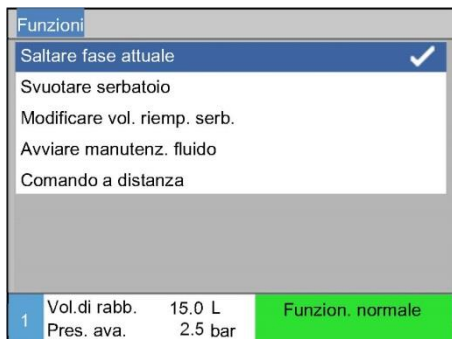 Funzioni
Saltare fase attuale
Svuotare serbatoio
Modificare vol. riemp. serb.
Avviare manutenz. fluido
Comando a distanza
1
Vol.di rabb. 15.0 L
Pres. ava. 2.5 bar
Funzion. normale